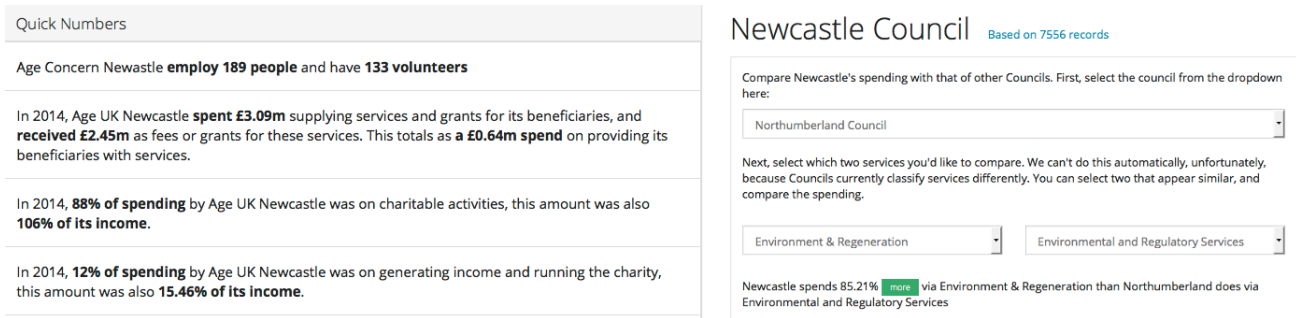 Quick Numbers
Age Concern Newastle employ 189 people and have 133 volunteers
In 2014, Age UK Newcastle spent £3.09m supplying services and grants for its beneficiaries, and
received £2.45m as fees or grants for these services. This totals as a £0.64m spend on providing its
beneficiaries with services.
In 2014, 88% of spending by Age UK Newcastle was on charitable activities, this amount was also
106% of its income.
In 2014, 12% of spending by Age UK Newcastle was on generating income and running the charity,
this amount was also 15.46% of its income.
Newcastle Council Based on 7556 records
Compare Newcastle's spending with that of other Councils. First, select the council from the dropdown
here:
Northumberland Council
Next, select which two services you'd like to compare. We can't do this automatically, unfortunately,
because Councils currently classify services differently. You can select two that appear similar, and
compare the spending.
Environment & Regeneration Environmental and Regulatory Services
Newcastle spends 85.21% more via Environment & Regeneration than Northumberland does via
Environmental and Regulatory Services